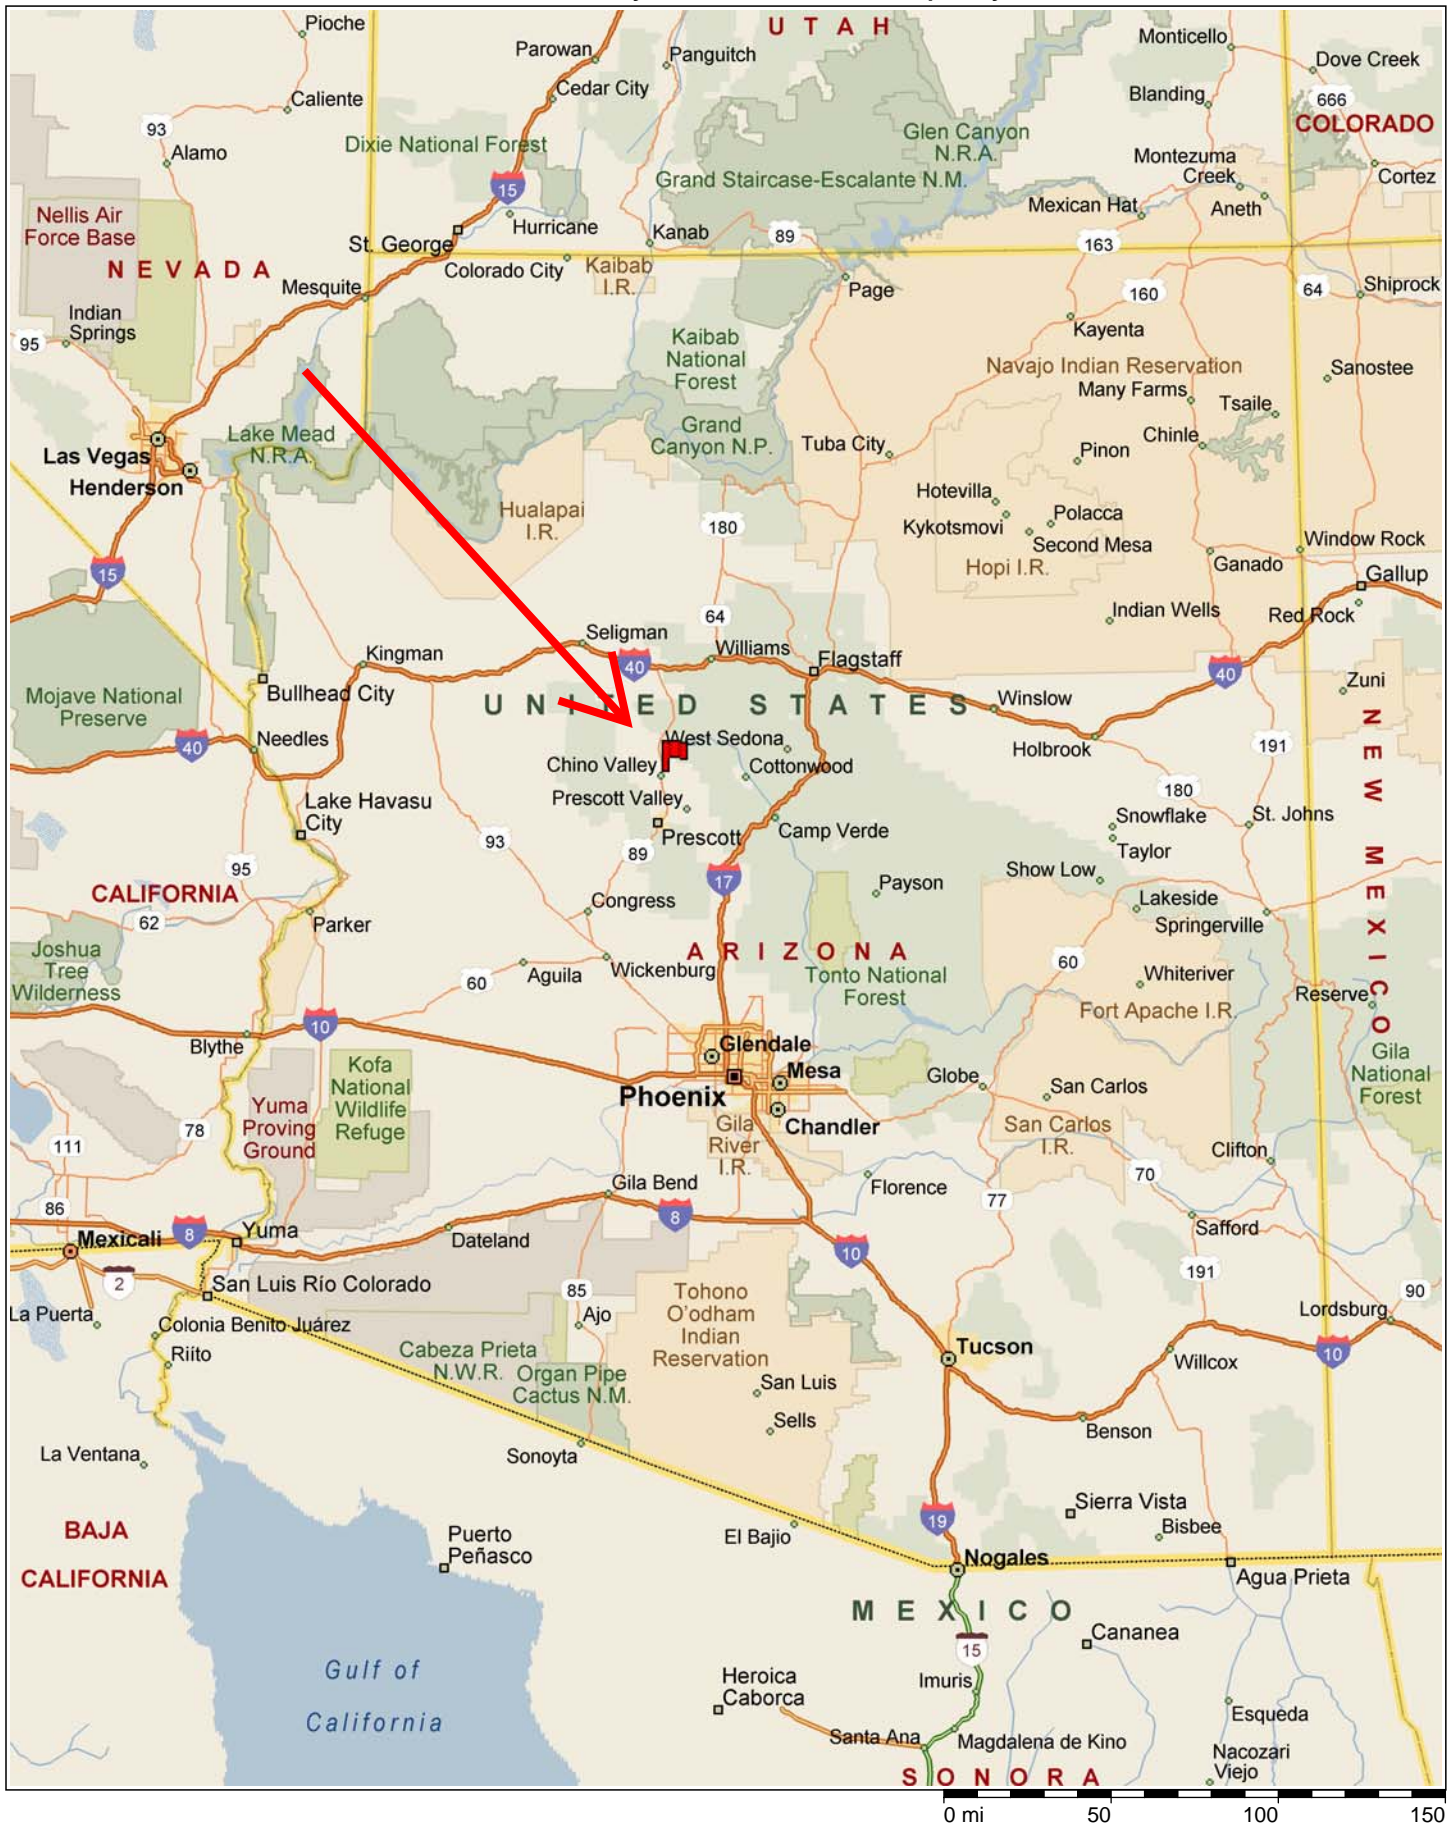 Pioche
UTAH
Parowan
Panguitch
Monticello
Dove Creek
Caliente
Cedar City
Blanding
666
COLORADO
93
Alamo
Dixie National Forest
Glen Canyon
N.R.A.
Montezuma
Creek
Cortez
15
Grand Staircase-Escalante N.M.
Nellis Air
Force Base
Hurricane
Mexican Hat
Aneth
St. George
Kanab
89
163
NEVADA
Colorado City
Kaibab
I.R.
Mesquite
Page
160
64
Shiprock
Indian
Springs
95
Kayenta
Kaibab
National
Forest
Navajo Indian Reservation
Sanostee
Many Farms
Tsaile
Lake Mead
N.R.A.
Grand
Canyon N.P.
Tuba City
Chinle
Las Vegas
Pinon
Henderson
Hualapai
I.R.
Hotevilla
180
Kykotsmovi
Polacca
Second Mesa
Window Rock
15
Hopi I.R.
Ganado
Gallup
64
Indian Wells
Red Rock
Seligman
Williams
Kingman
40
Flagstaff
40
Zuni
Bullhead City
Mojave National
Preserve
UNITED STATES
Winslow
NEW MEXICO
Needles
40
West Sedona
Holbrook
191
Chino Valley
Cottonwood
Lake Havasu
City
Prescott Valley
180
Prescott
Camp Verde
Snowflake
St. Johns
93
89
Taylor
95
17
Show Low
CALIFORNIA
Payson
62
Parker
Congress
Lakeside
Springerville
Joshua
Tree
Wilderness
ARIZONA
60
Aguila
Wickenburg
Tonto National
Forest
60
Whiteriver
Reserve
Fort Apache I.R.
10
Blythe
Glendale
Kofa
National
Wildlife
Refuge
Mesa
Phoenix
Globe
San Carlos
Gila
National
Forest
Yuma
Proving
Ground
Chandler
Gila
River
I.R.
San Carlos
I.R.
78
111
Clifton
Gila Bend
Florence
70
77
86
8
Yuma
8
Safford
Mexicali
Dateland
10
2
San Luis Río Colorado
85
Tohono
O'odham
Indian
Reservation
191
90
La Puerta
Ajo
Lordsburg
Colonia Benito Juárez
Riito
Cabeza Prieta
N.W.R.
Organ Pipe
Cactus N.M.
Tucson
10
Willcox
San Luis
Sells
Benson
La Ventana
Sonoyta
Sierra Vista
BAJA
CALIFORNIA
Puerto
Peñasco
El Bajio
19
Bisbee
Nogales
Agua Prieta
MEXICO
15
Cananea
Gulf of
California
Heroica
Caborca
Imuris
Esqueda
Santa Ana
Magdalena de Kino
Nacozari
Viejo
SONORA
0 mi 50 100 150